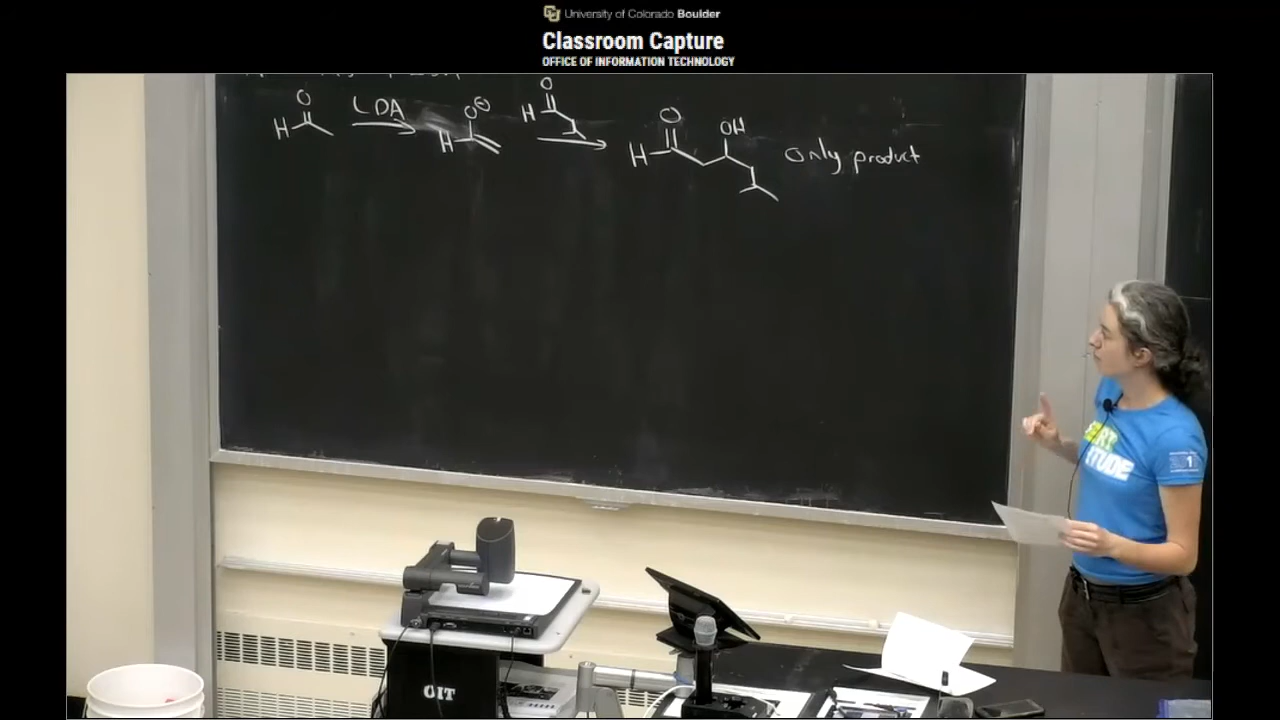 University of Colorado Boulder
Classroom Capture
OFFICE OF INFORMATION TECHNOLOGY
O
H
LDA
O⊖
H
O
H
O
H
OH
only product
OIT